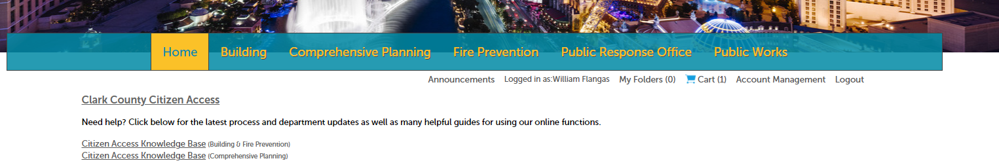 Home Building Comprehensive Planning Fire Prevention Public Response Office Public Works
Announcements Logged in as:William Flangas My Folders (0) Cart (1) Account Management Logout
Clark County Citizen Access
Need help? Click below for the latest process and department updates as well as many helpful guides for using our online functions.
Citizen Access Knowledge Base (Building & Fire Prevention)
Citizen Access Knowledge Base (Comprehensive Planning)